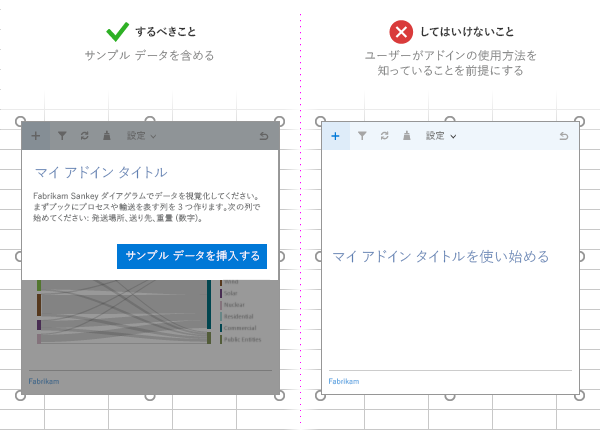 するべきこと
サンプル データを含める
設定
マイ アドイン タイトル
Fabrikam Sankey ダイアグラムでデータを視覚化してください。
まずブックにプロセスや輸送を表す列を 3 つ作ります。次の列で
始めてください: 発送場所、送り先、重量 (数字)。
サンプル データを挿入する
Solar
Nuclear
Residential
Commercial
Public Entities
Fabrikam
してはいけないこと
ユーザーがアドインの使用方法を
知っていることを前提にする
設定
マイ アドイン タイトルを使い始める
Fabrikam